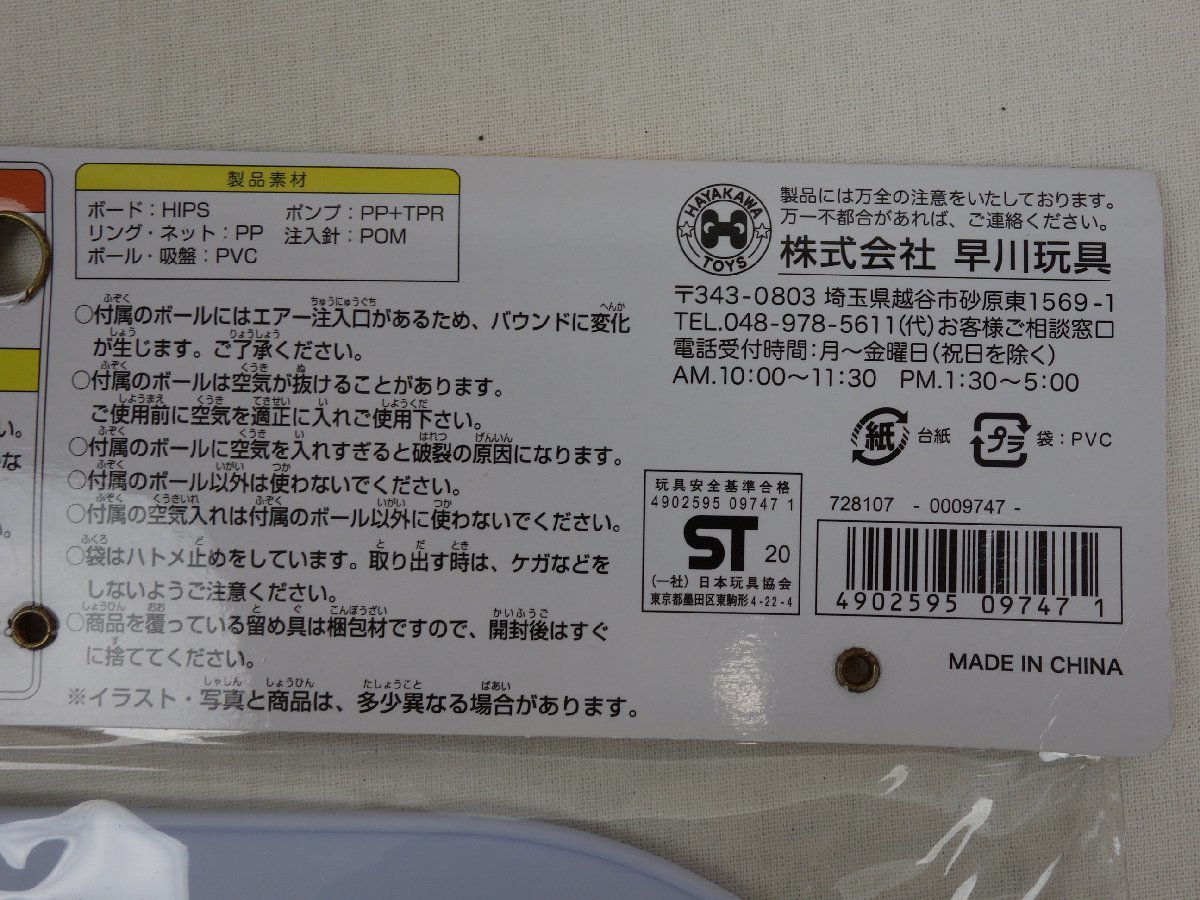 製品素材
ボード：HIPS　ポンプ：PP+TPR
リング・ネット：PP　注入針：POM
ボール・吸盤：PVC
○付属のボールにはエアー注入口があるため、バウンドに変化
が生じます。ご了承ください。
○付属のボールは空気が抜けることがあります。
ご使用前に空気を適正に入れご使用下さい。
○付属のボールに空気を入れすぎると破裂の原因になります。
○付属のボール以外は使わないでください。
○付属の空気入れは付属のボール以外に使わないでください。
○袋はハトメ止めをしています。取り出す時は、ケガなどを
しないようご注意ください。
○商品を覆っている留め具は梱包材ですので、開封後はすぐ
に捨ててください。
※イラスト・写真と商品は、多少異なる場合があります。
HAYAKAWA
TOYS
製品には万全の注意をいたしております。
万一不都合があれば、ご連絡ください。
株式会社 早川玩具
〒343-0803 埼玉県越谷市砂原東1569-1
TEL.048-978-5611(代)お客様ご相談窓口
電話受付時間：月～金曜日(祝日を除く)
AM.10:00～11:30　PM.1:30～5:00
紙 台紙 プラ 袋：PVC
玩具安全基準合格
4902595 09747 1
ST 20
(一社)日本玩具協会
東京都墨田区東駒形4-22-4
728107 - 0009747 -
4902595 097471
MADE IN CHINA